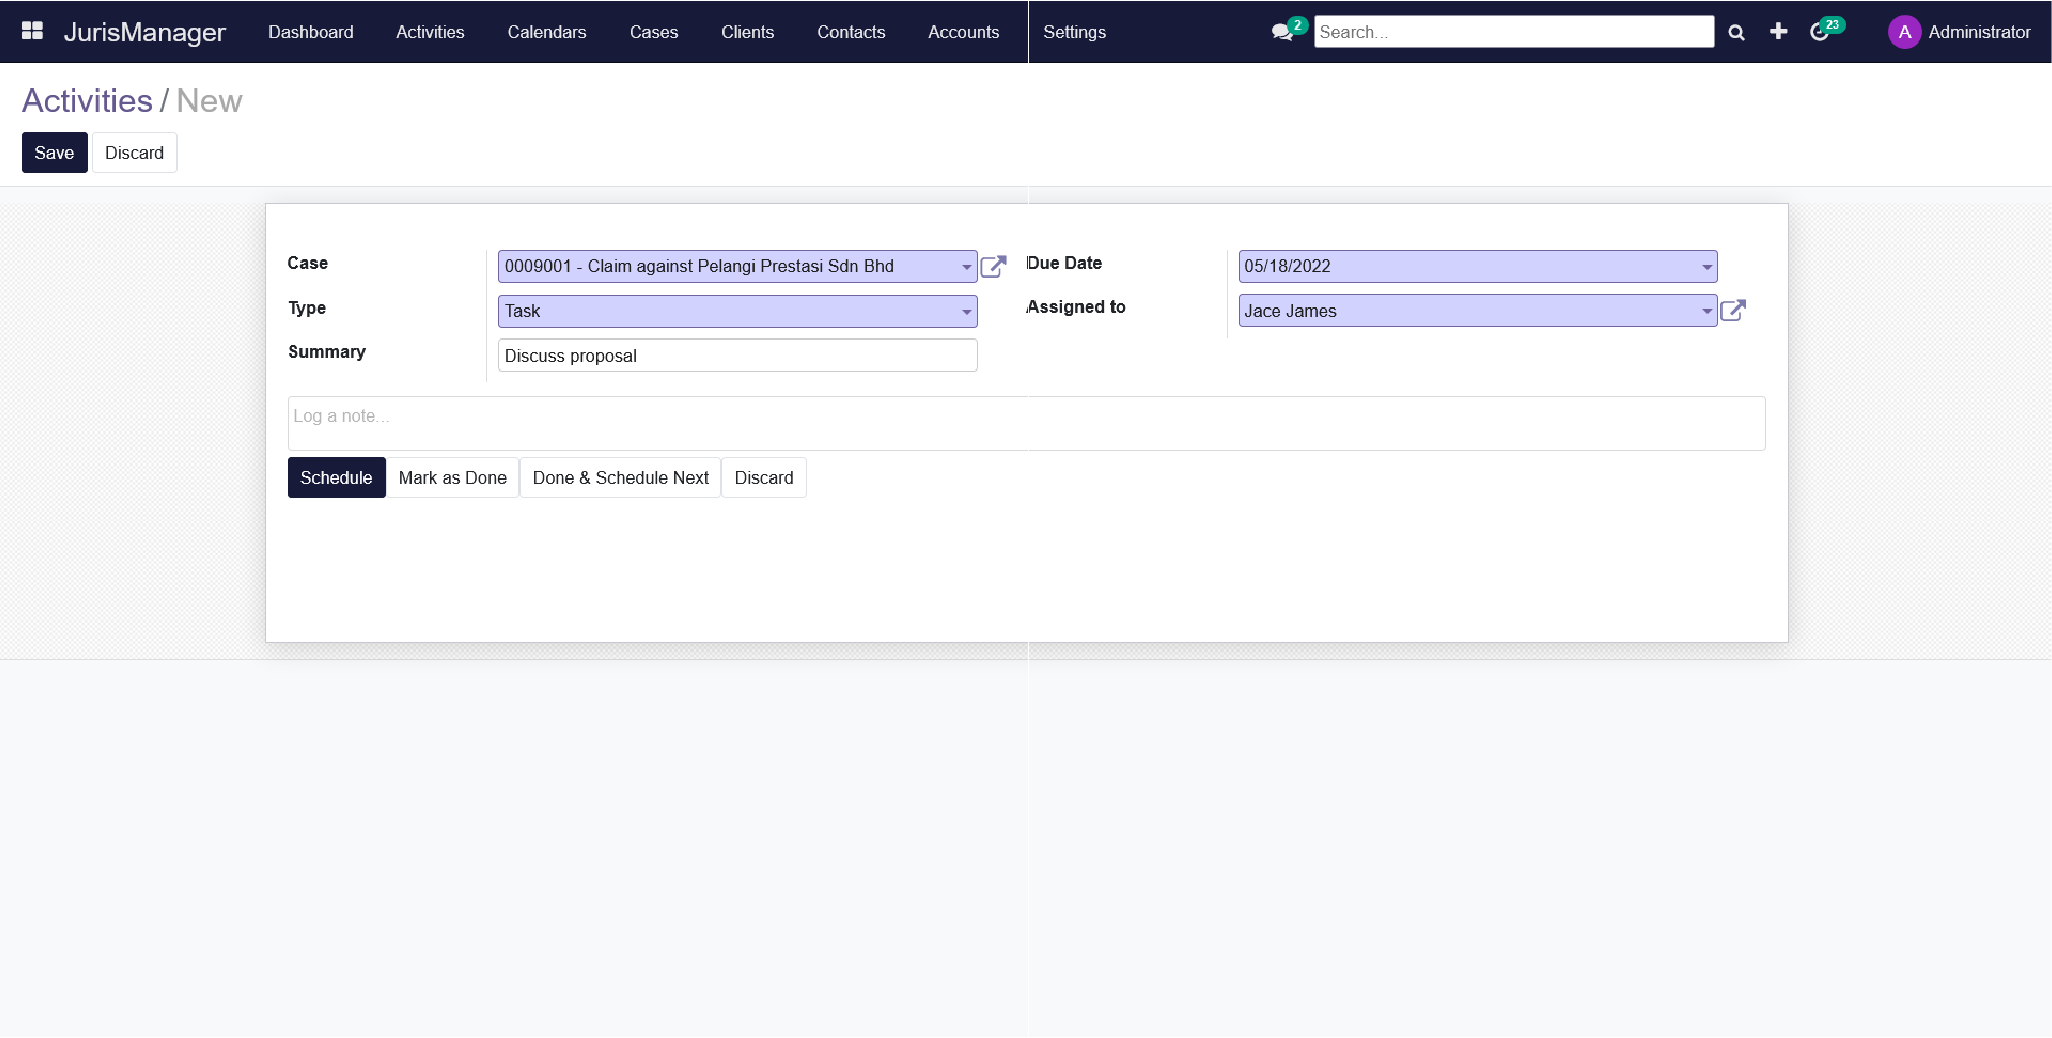 JurisManager Dashboard Activities Calendars Cases Clients Contacts Accounts Settings 2 Search... 23 A Administrator
Activities / New
Save Discard
Case 0009001 - Claim against Pelangi Prestasi Sdn Bhd Due Date 05/18/2022
Type Task Assigned to Jace James
Summary Discuss proposal
Log a note...
Schedule Mark as Done Done & Schedule Next Discard